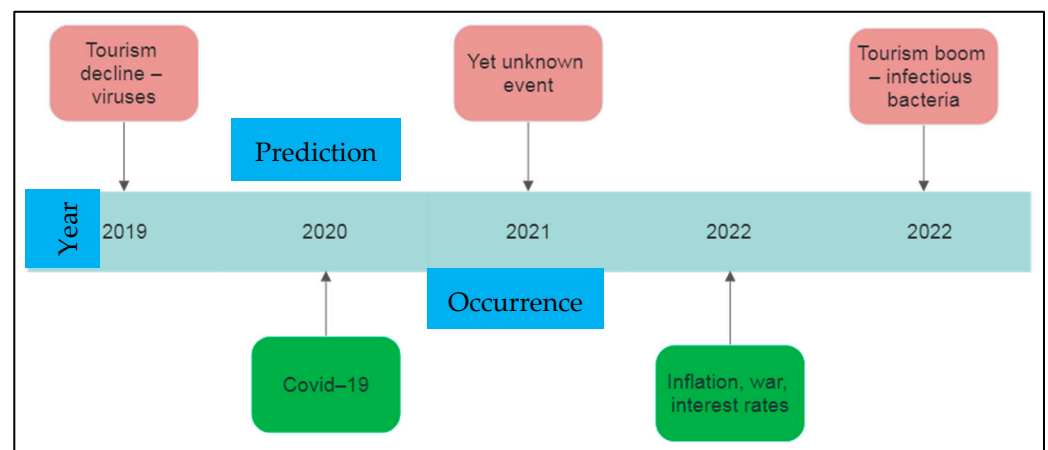 Tourism
decline –
viruses
Yet unknown
event
Tourism boom
– infectious
bacteria
Prediction
Year
2019
2020
2021
2022
2022
Occurrence
Covid–19
Inflation, war,
interest rates